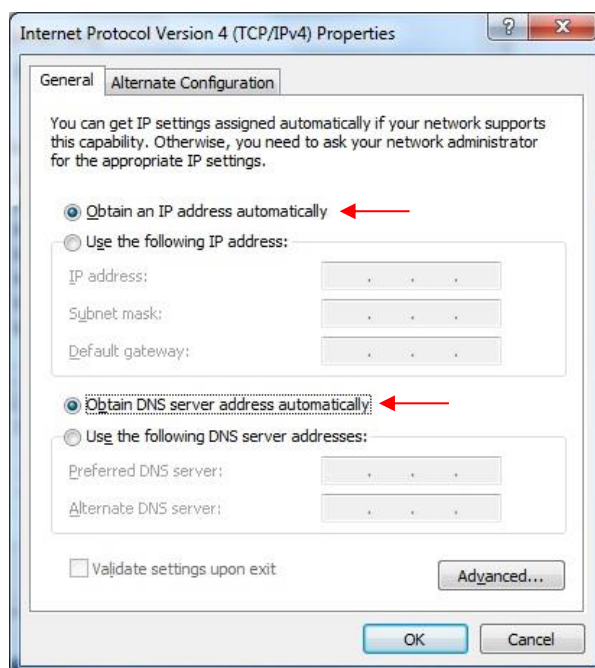 Internet Protocol Version 4 (TCP/IPv4) Properties
General
Alternate Configuration
You can get IP settings assigned automatically if your network supports
this capability. Otherwise, you need to ask your network administrator
for the appropriate IP settings.
Obtain an IP address automatically
Use the following IP address:
IP address:
Subnet mask:
Default gateway:
Obtain DNS server address automatically
Use the following DNS server addresses:
Preferred DNS server:
Alternate DNS server:
Validate settings upon exit
Advanced...
OK
Cancel